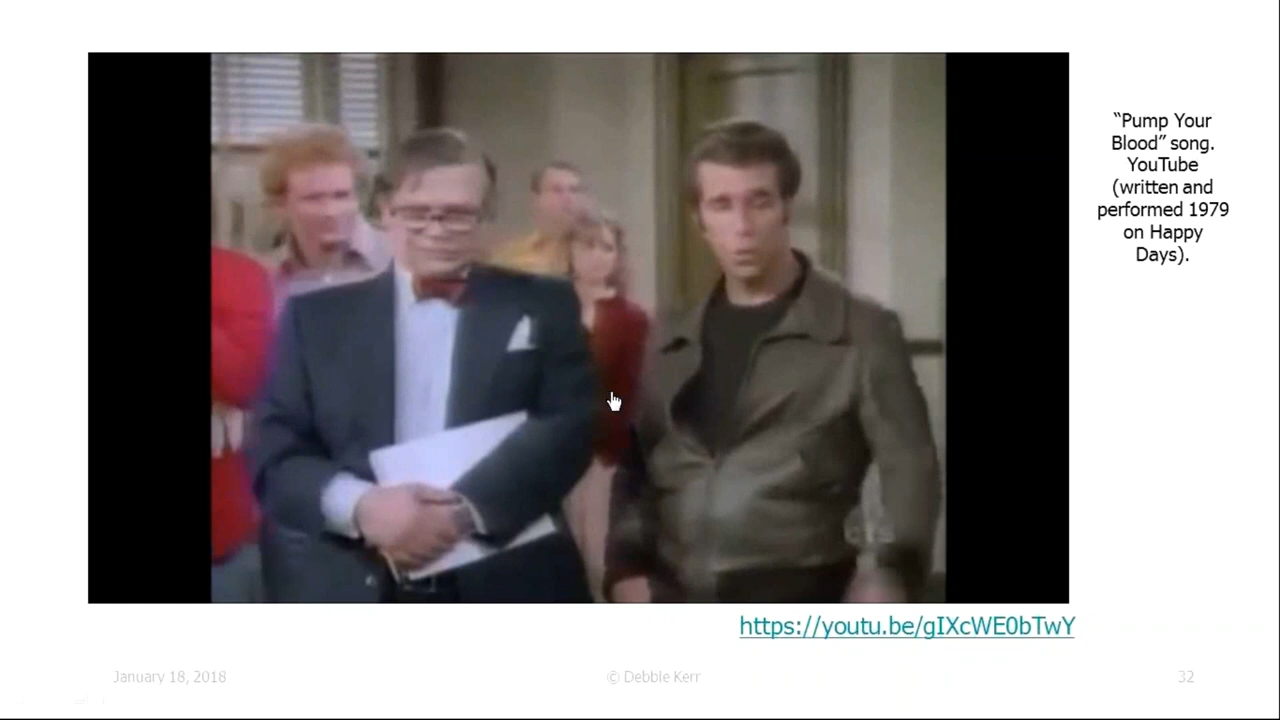 “Pump Your
Blood” song.
YouTube
(written and
performed 1979
on Happy
Days).
CTS
https://youtu.be/gIXcWE0bTwY
January 18, 2018
© Debbie Kerr
32